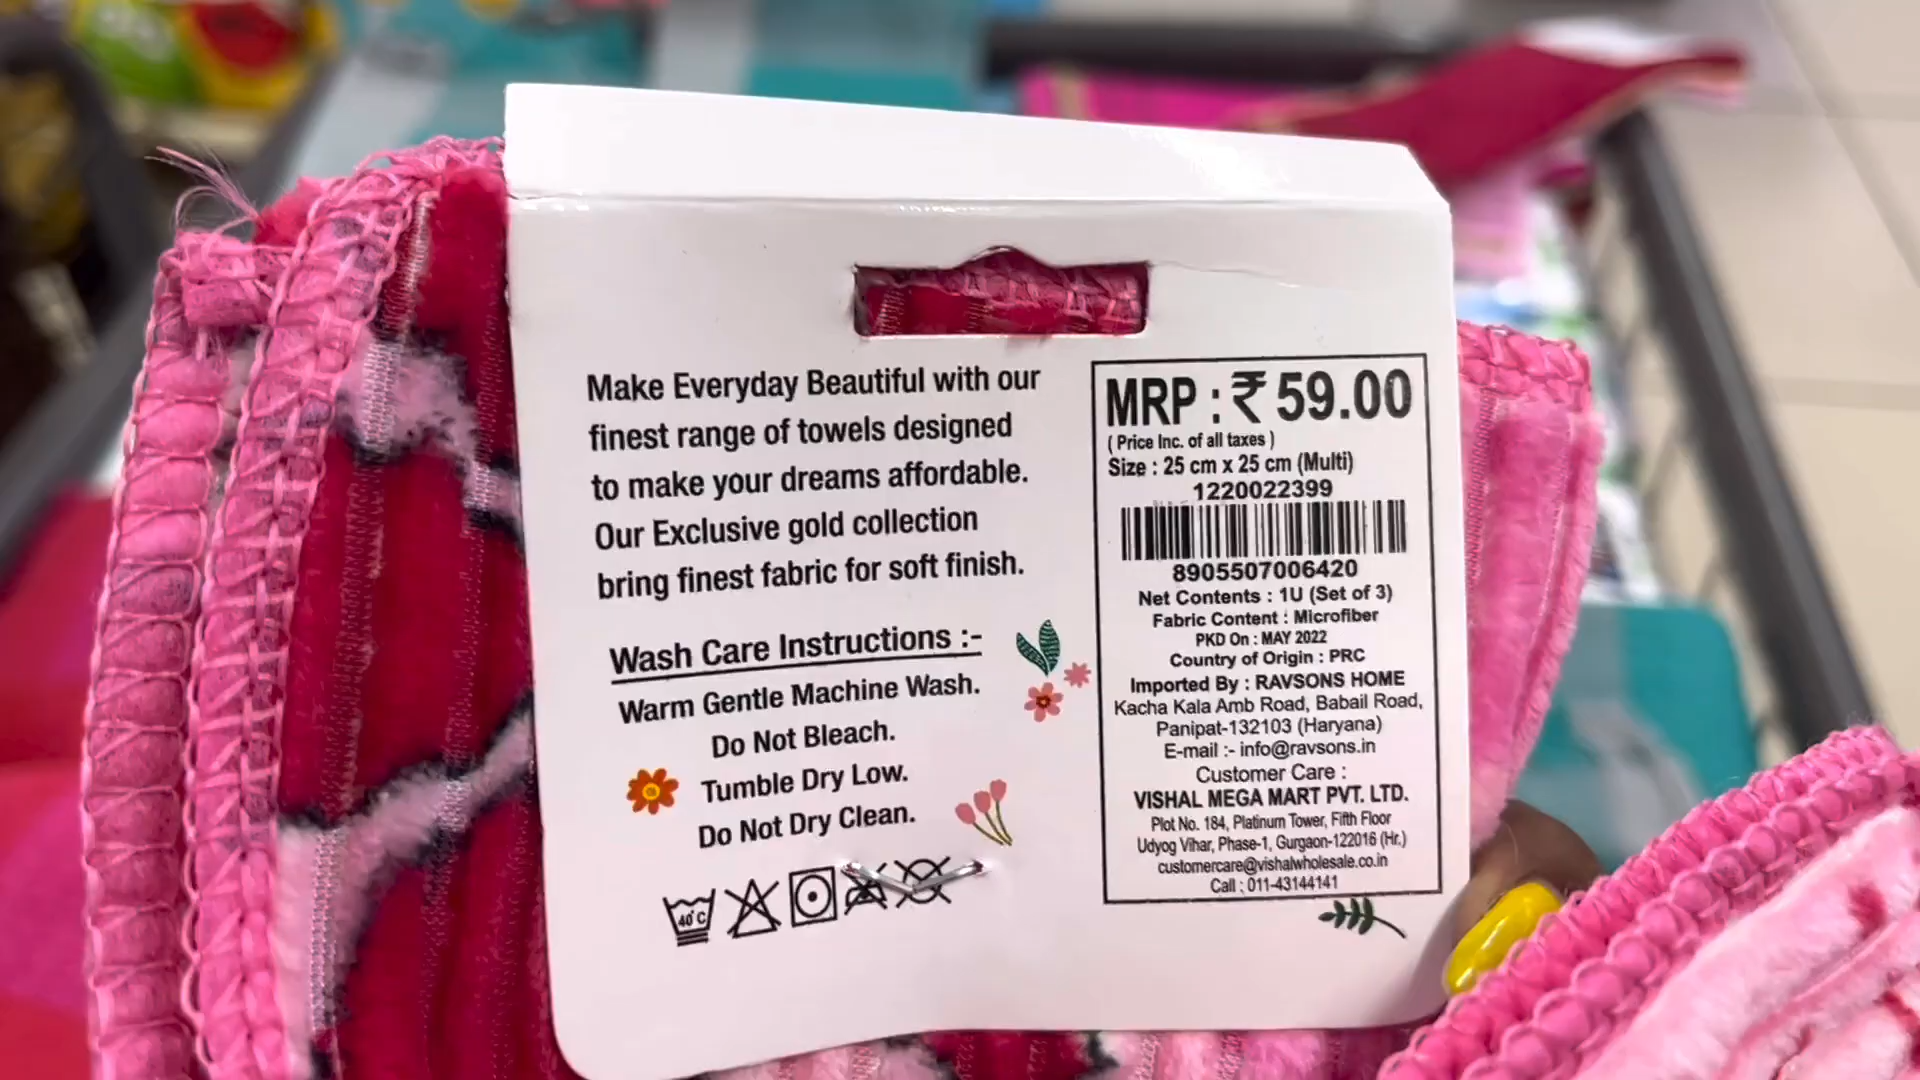 Make Everyday Beautiful with our
finest range of towels designed
to make your dreams affordable.
Our Exclusive gold collection
bring finest fabric for soft finish.
Wash Care Instructions :-
Warm Gentle Machine Wash.
Do Not Bleach.
Tumble Dry Low.
Do Not Dry Clean.
40°C
MRP : ₹ 59.00
( Price Inc. of all taxes )
Size : 25 cm x 25 cm (Multi)
1220022399
8905507006420
Net Contents : 1U (Set of 3)
Fabric Content : Microfiber
PKD On : MAY 2022
Country of Origin : PRC
Imported By : RAVSONS HOME
Kacha Kala Amb Road, Babail Road,
Panipat-132103 (Haryana)
E-mail :- info@ravsons.in
Customer Care :
VISHAL MEGA MART PVT. LTD.
Plot No. 184, Platinum Tower, Fifth Floor
Udyog Vihar, Phase-1, Gurgaon-122016 (Hr.)
customercare@vishalwholesale.co.in
Call : 011-43144141